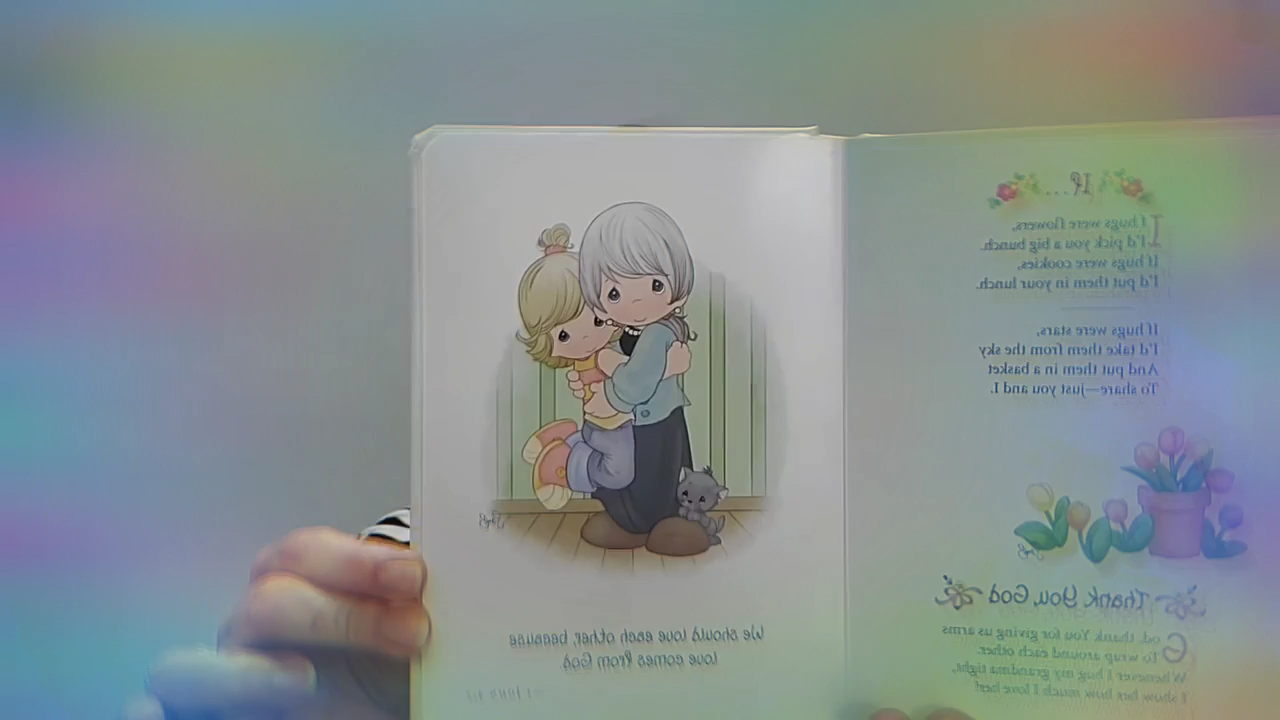 We should love each other, because
love comes from God
If...
If hugs were flowers,
I'd pick you a big bunch.
If hugs were cookies,
I'd put them in your lunch.
If hugs were stars,
I'd take them from the sky
And put them in a basket
To share—just you and I.
Thank You, God
God, thank You for giving us arms
To wrap around each other.
Whenever I hug my grandma tight,
I show her how much I love her!